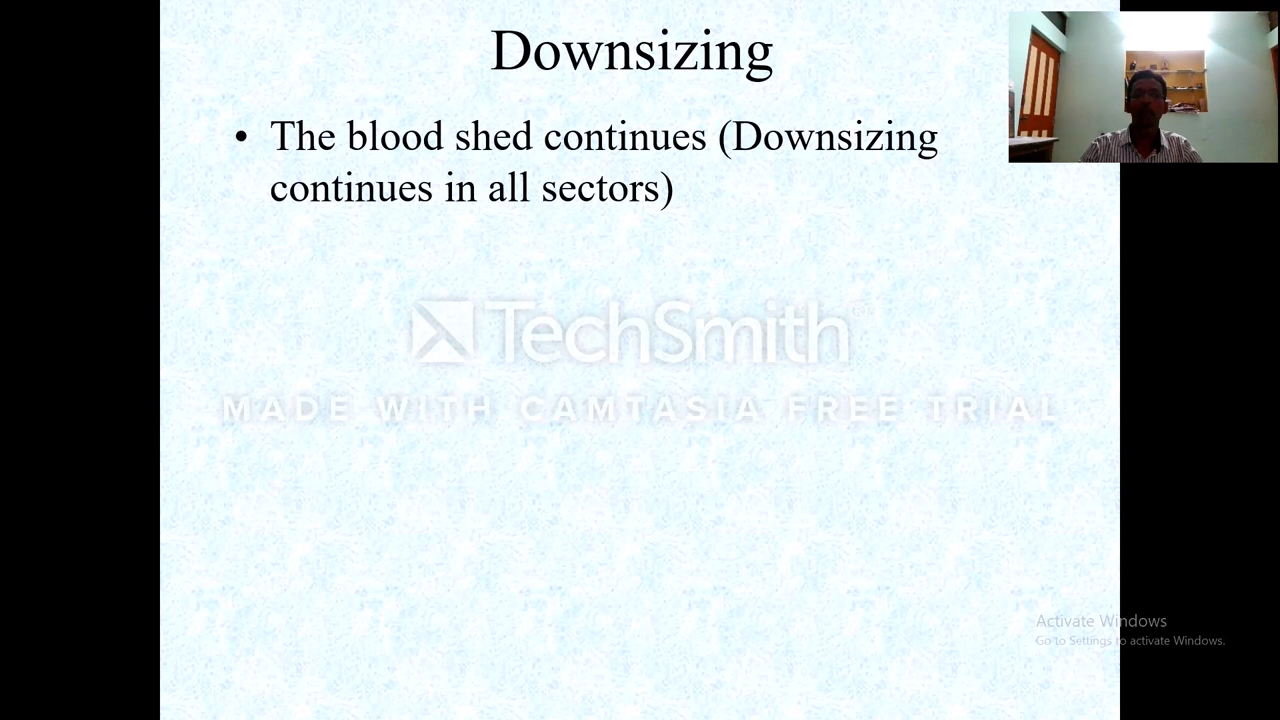 Downsizing
• The blood shed continues (Downsizing
continues in all sectors)
TechSmith®
MADE WITH CAMTASIA FREE TRIAL
Activate Windows
Go to Settings to activate Windows.